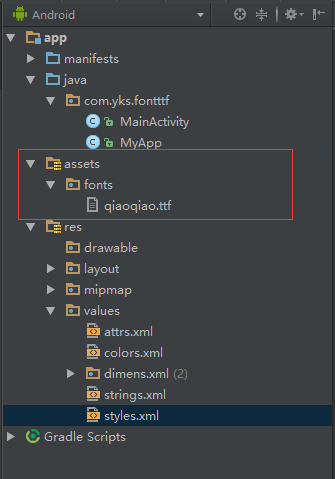 Android
app
manifests
java
com.yks.fontttf
MainActivity
MyApp
assets
fonts
qiaoqiao.ttf
res
drawable
layout
mipmap
values
attrs.xml
colors.xml
dimens.xml (2)
strings.xml
styles.xml
Gradle Scripts